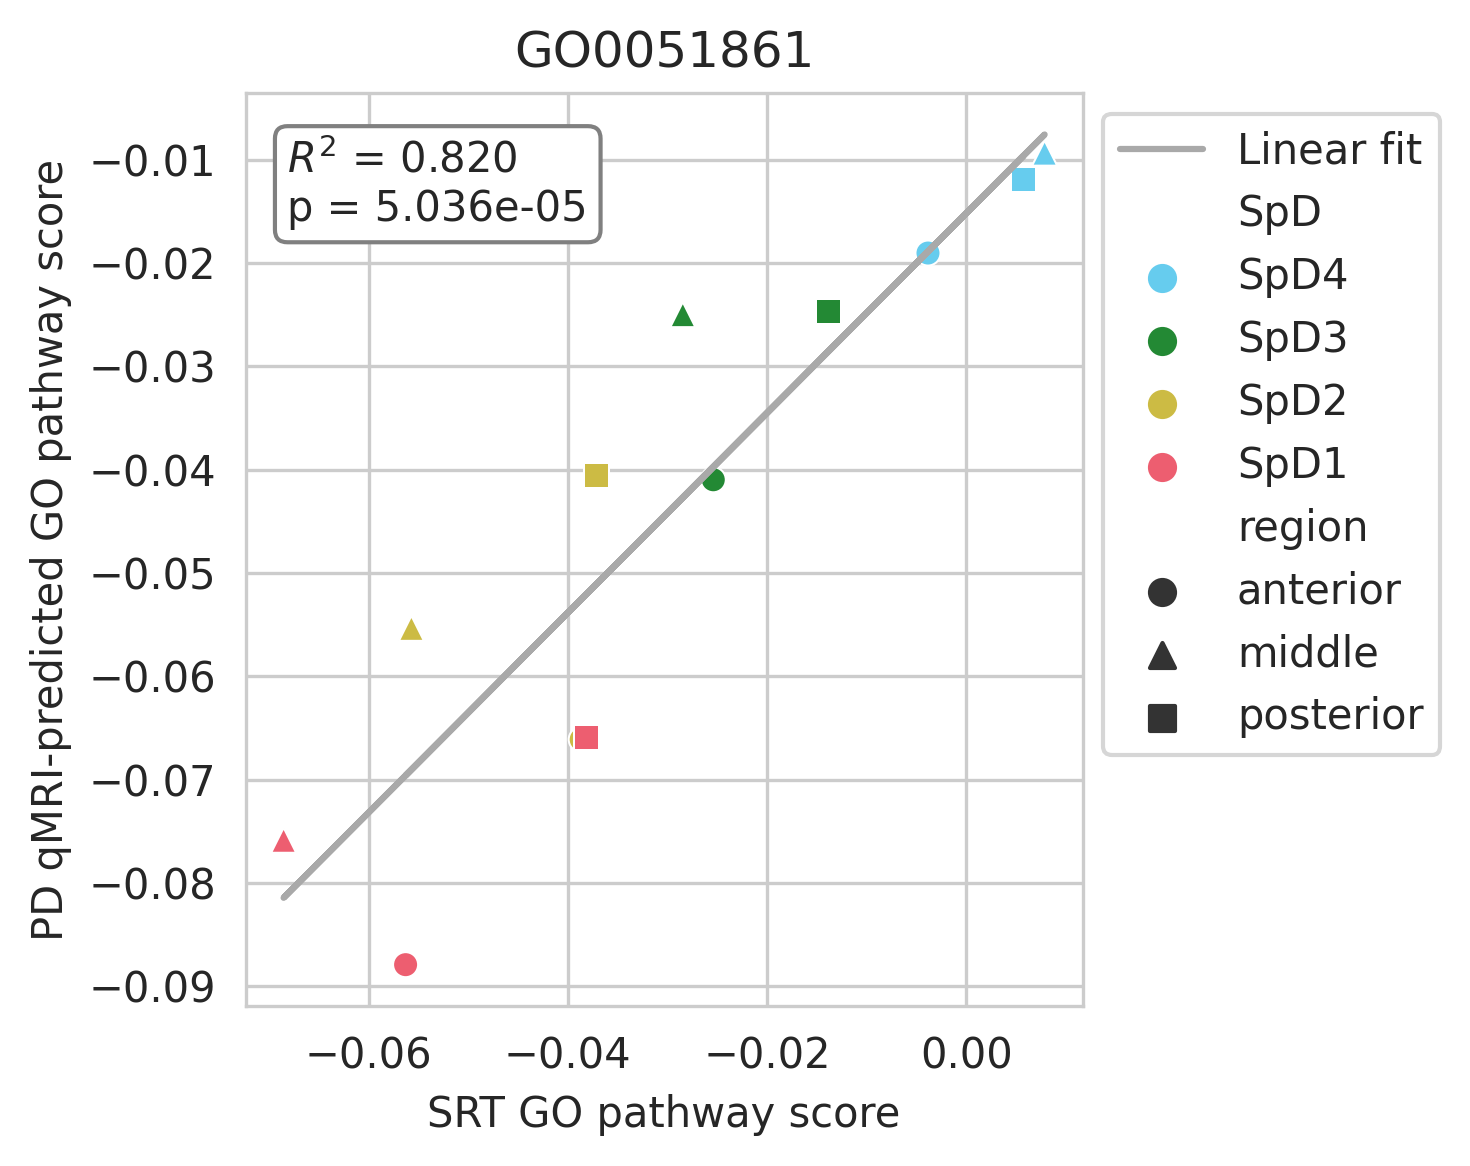 GO0051861
R² = 0.820
p = 5.036e-05
PD qMRI-predicted GO pathway score
−0.01
−0.02
−0.03
−0.04
−0.05
−0.06
−0.07
−0.08
−0.09
−0.06
−0.04
−0.02
0.00
SRT GO pathway score
Linear fit
SpD
SpD4
SpD3
SpD2
SpD1
region
anterior
middle
posterior